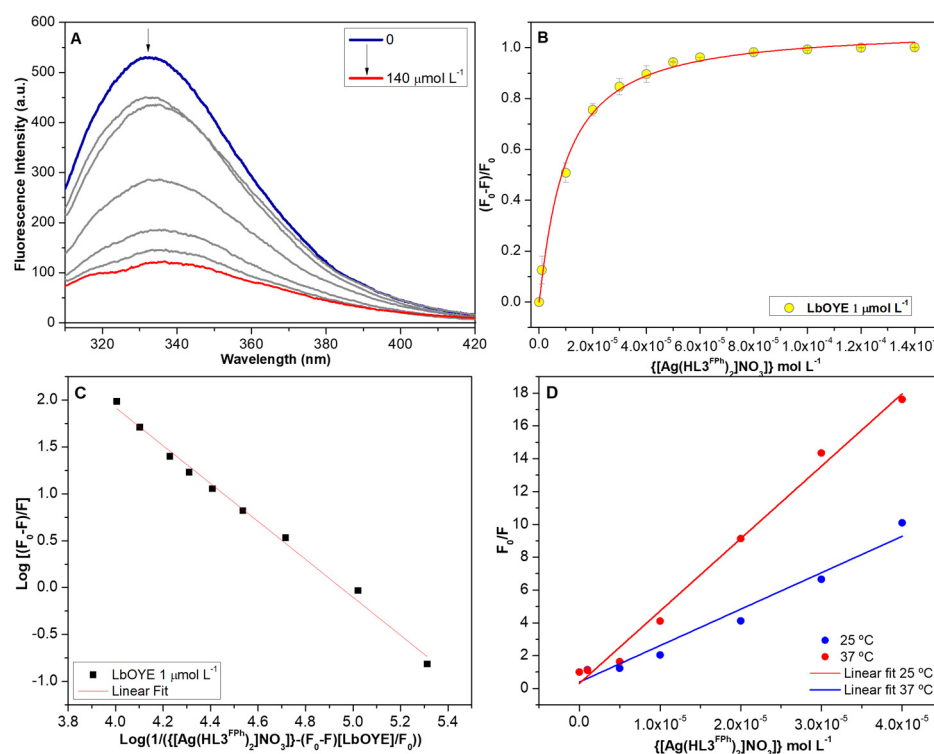 A
0
140 μmol L⁻¹
600
500
400
300
200
100
0
320 340 360 380 400 420
Fluorescence Intensity (a.u.)
Wavelength (nm)
B
1.0
0.8
0.6
0.4
0.2
0.0
LbOYE 1 μmol L⁻¹
0.0 2.0x10⁻⁵ 4.0x10⁻⁵ 6.0x10⁻⁵ 8.0x10⁻⁵ 1.0x10⁻⁴ 1.2x10⁻⁴ 1.4x10⁻⁴
(F₀-F)/F₀
{[Ag(HL3ᶠᴾʰ)₂]NO₃]} mol L⁻¹
C
2.0
1.5
1.0
0.5
0.0
-0.5
-1.0
LbOYE 1 μmol L⁻¹
Linear Fit
3.8 4.0 4.2 4.4 4.6 4.8 5.0 5.2 5.4
Log [(F₀-F)/F]
Log(1/({[Ag(HL3ᶠᴾʰ)₂]NO₃]}-(F₀-F)[LbOYE]/F₀))
D
18
16
14
12
10
8
6
4
2
0
25 ºC
37 ºC
Linear fit 25 ºC
Linear fit 37 ºC
0.0 1.0x10⁻⁵ 2.0x10⁻⁵ 3.0x10⁻⁵ 4.0x10⁻⁵
F₀/F
{[Ag(HL3ᶠᴾʰ)₂]NO₃]} mol L⁻¹